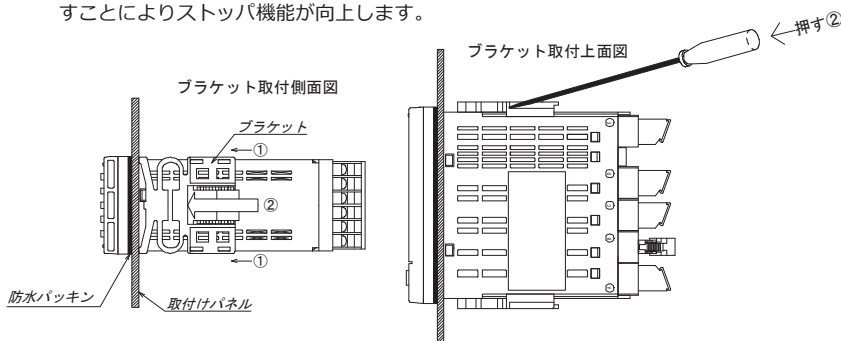 すことによりストッパ機能が向上します。
ブラケット取付上面図
押す②
ブラケット取付側面図
ブラケット
①
②
①
防水パッキン
取付けパネル